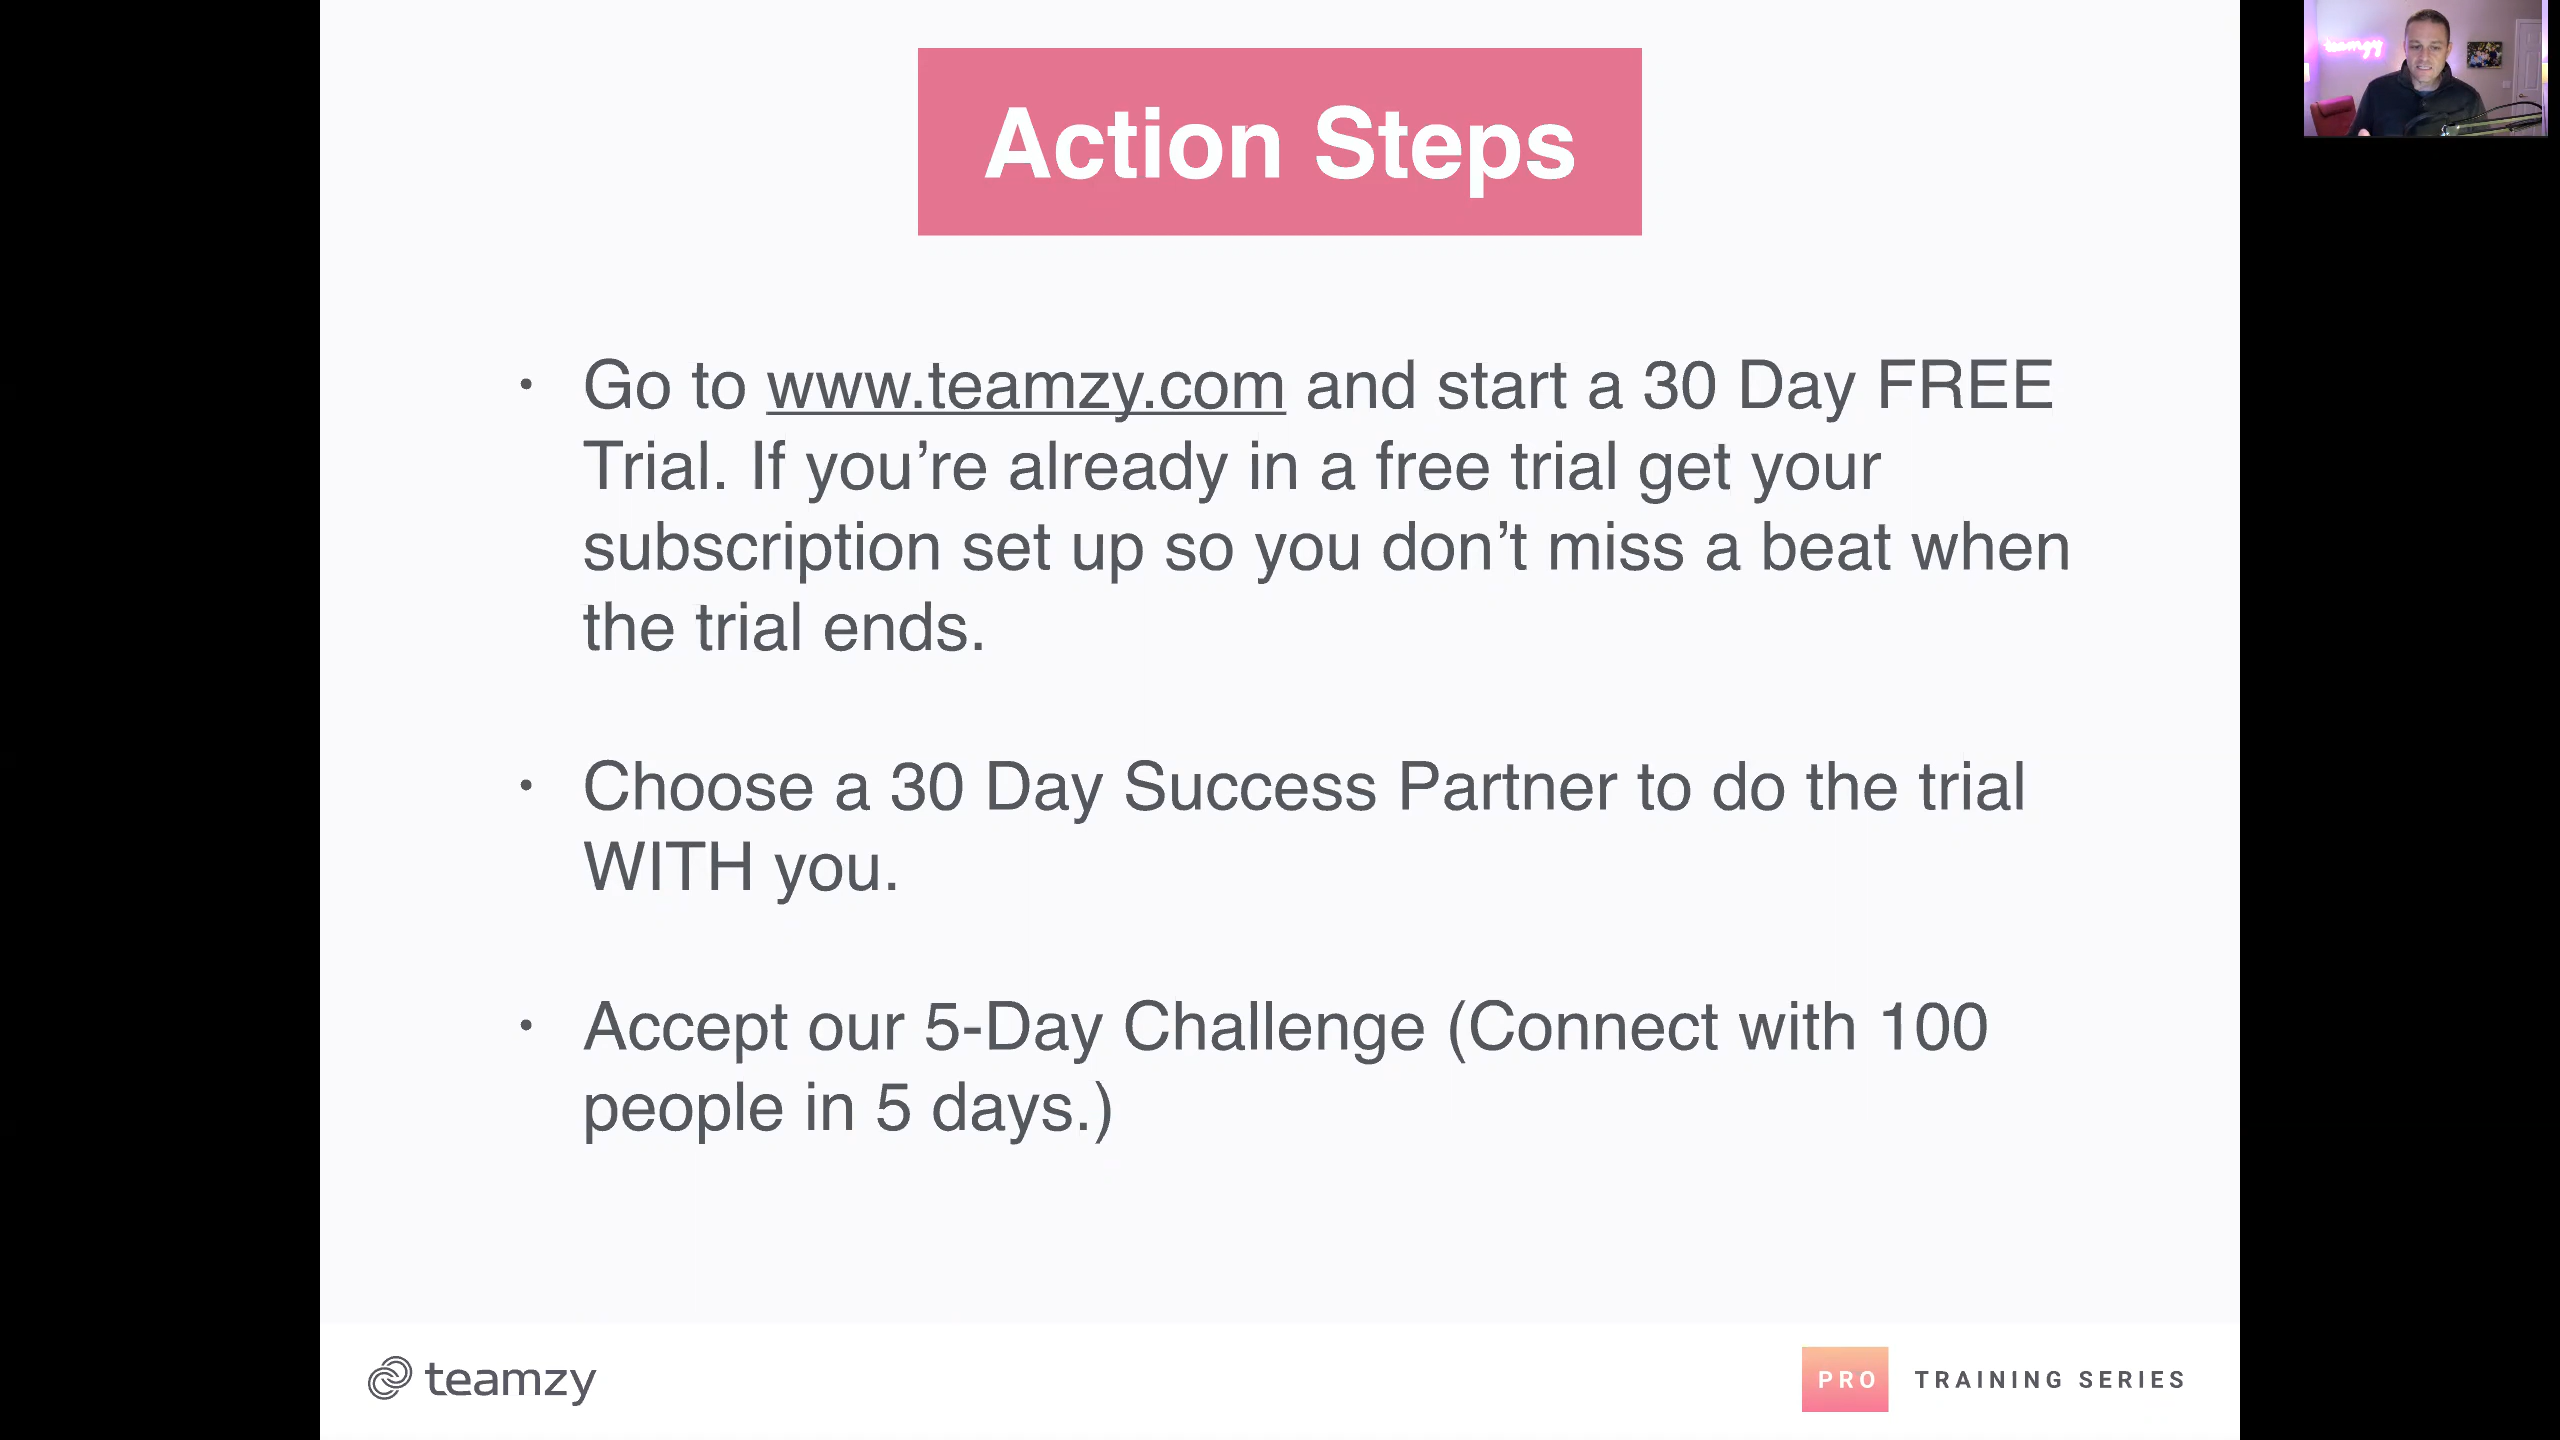 Action Steps
teamzy
• Go to www.teamzy.com and start a 30 Day FREE
Trial. If you’re already in a free trial get your
subscription set up so you don’t miss a beat when
the trial ends.
• Choose a 30 Day Success Partner to do the trial
WITH you.
• Accept our 5-Day Challenge (Connect with 100
people in 5 days.)
teamzy
PRO TRAINING SERIES